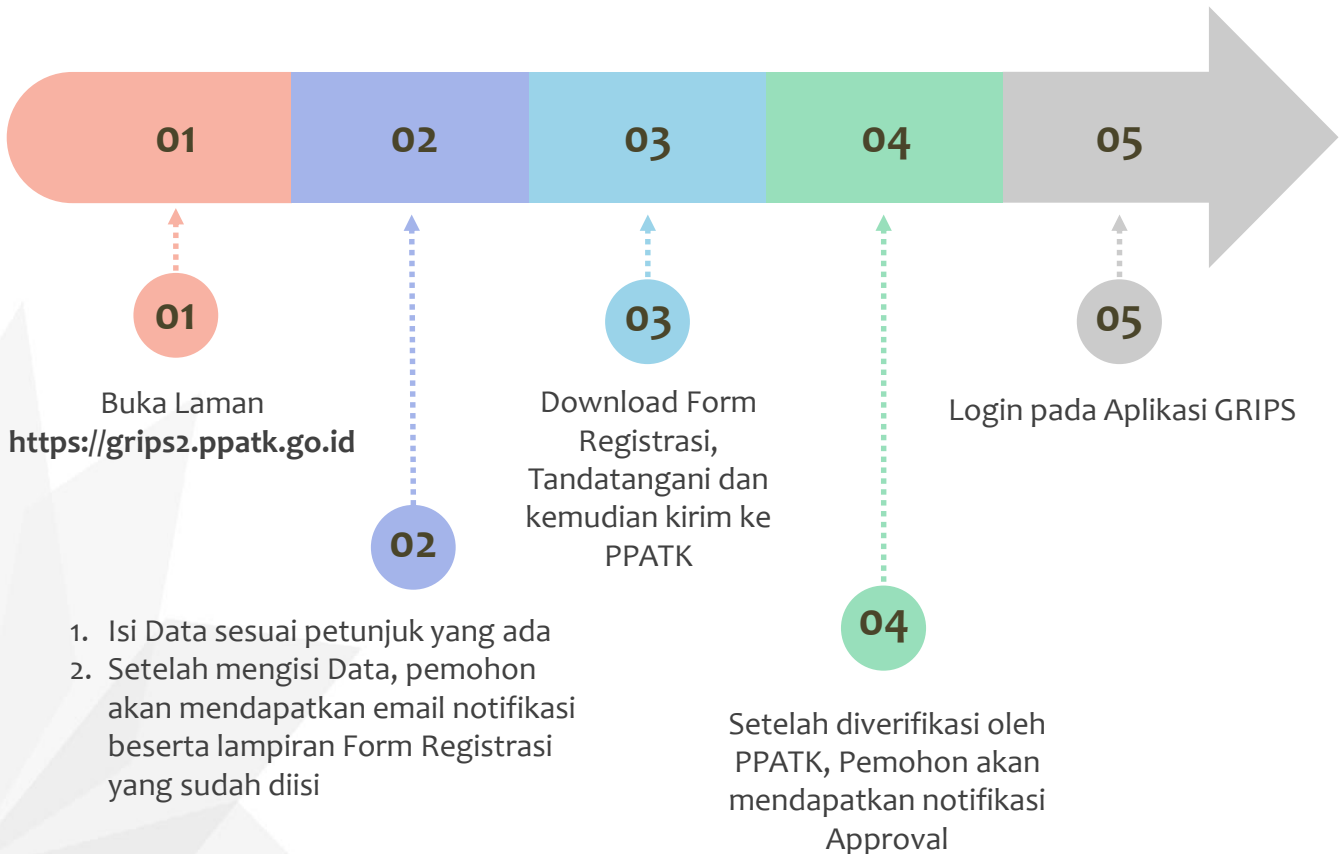 01
02
03
04
05
01
Buka Laman
https://grips2.ppatk.go.id
02
1. Isi Data sesuai petunjuk yang ada
2. Setelah mengisi Data, pemohon
akan mendapatkan email notifikasi
beserta lampiran Form Registrasi
yang sudah diisi
03
Download Form
Registrasi,
Tandatangani dan
kemudian kirim ke
PPATK
04
Setelah diverifikasi oleh
PPATK, Pemohon akan
mendapatkan notifikasi
Approval
05
Login pada Aplikasi GRIPS